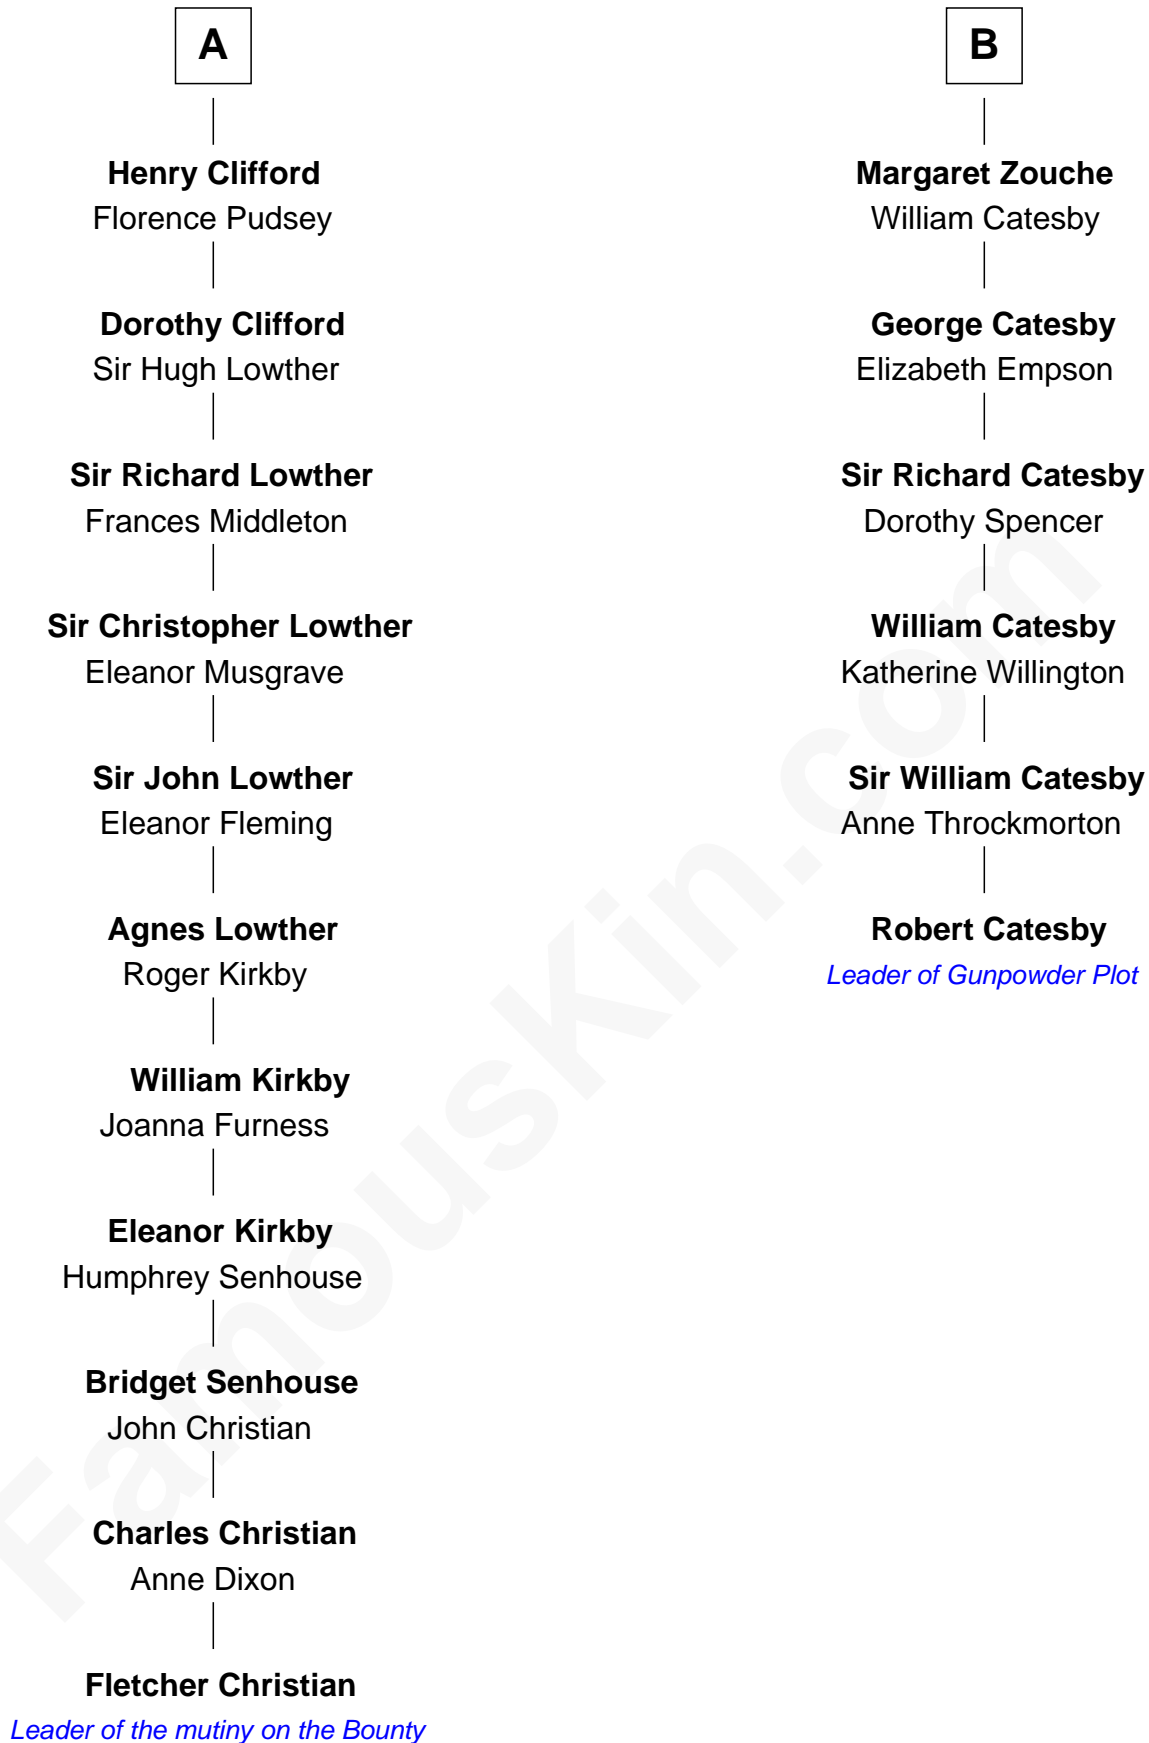 A
Henry Clifford
Florence Pudsey
Dorothy Clifford
Sir Hugh Lowther
Sir Richard Lowther
Frances Middleton
Sir Christopher Lowther
Eleanor Musgrave
Sir John Lowther
Eleanor Fleming
Agnes Lowther
Roger Kirkby
William Kirkby
Joanna Furness
Eleanor Kirkby
Humphrey Senhouse
Bridget Senhouse
John Christian
Charles Christian
Anne Dixon
Fletcher Christian
Leader of the mutiny on the Bounty
B
Margaret Zouche
William Catesby
George Catesby
Elizabeth Empson
Sir Richard Catesby
Dorothy Spencer
William Catesby
Katherine Willington
Sir William Catesby
Anne Throckmorton
Robert Catesby
Leader of Gunpowder Plot
FamousKin.com